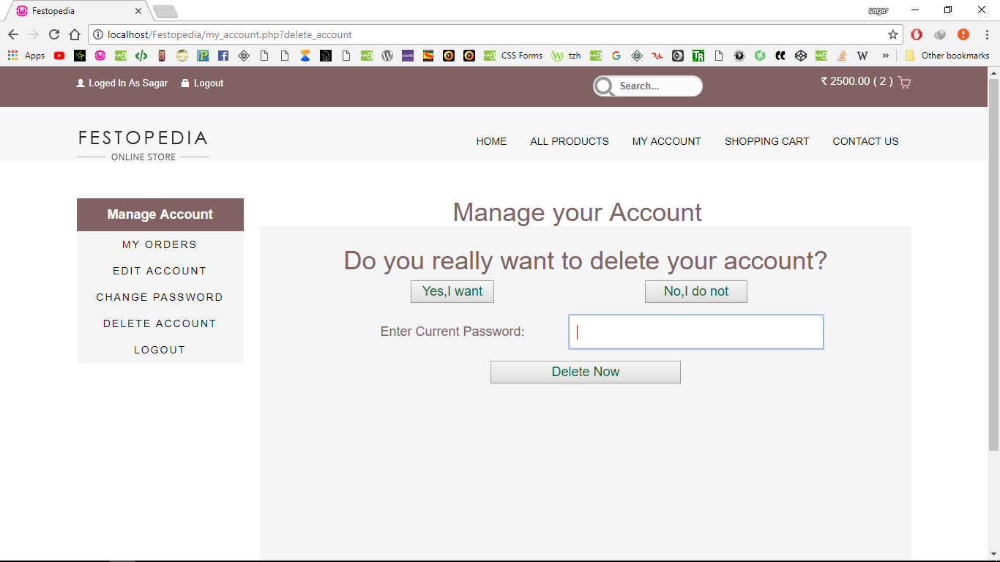 Festopedia
sagar
localhost/Festopedia/my_account.php?delete_account
Apps
CSS Forms
tzh
Other bookmarks
Loged In As Sagar
Logout
Search...
₹ 2500.00 ( 2 )
FESTOPEDIA
ONLINE STORE
HOME
ALL PRODUCTS
MY ACCOUNT
SHOPPING CART
CONTACT US
Manage Account
MY ORDERS
EDIT ACCOUNT
CHANGE PASSWORD
DELETE ACCOUNT
LOGOUT
Manage your Account
Do you really want to delete your account?
Yes,I want
No,I do not
Enter Current Password:
Delete Now